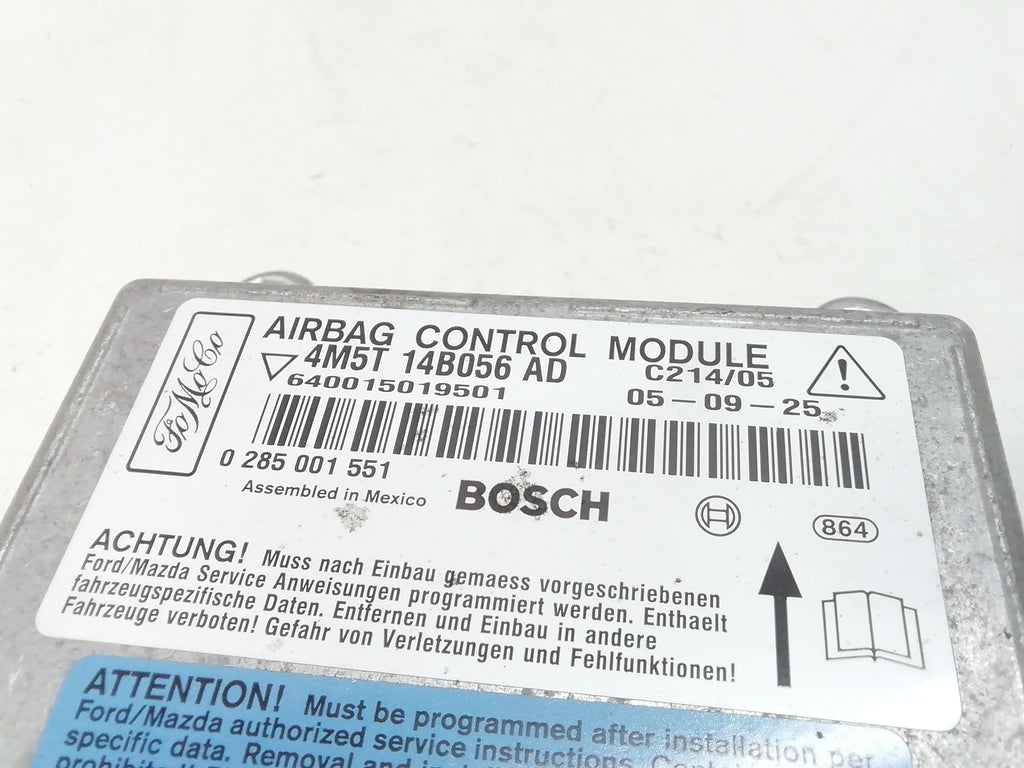 FoMoCo
AIRBAG CONTROL MODULE
4M5T 14B056 AD C214/05
640015019501 05-09-25
0 285 001 551
Assembled in Mexico BOSCH
864
ACHTUNG! Muss nach Einbau gemaess vorgeschriebenen
Ford/Mazda Service Anweisungen programmiert werden. Enthaelt
fahrzeugspezifische Daten. Entfernen und Einbau in andere
Fahrzeuge verboten! Gefahr von Verletzungen und Fehlfunktionen!
ATTENTION! Must be programmed after installation per
Ford/Mazda authorized service instructions.
specific data. Removal and
prohibited!